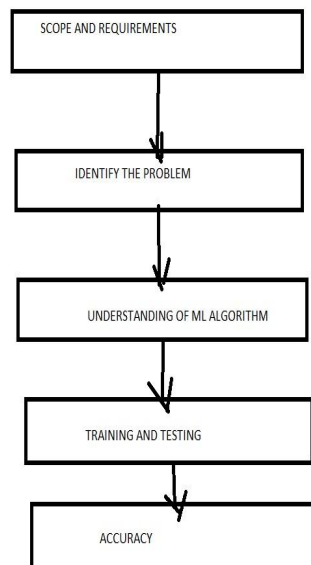 SCOPE AND REQUIREMENTS
IDENTIFY THE PROBLEM
UNDERSTANDING OF ML ALGORITHM
TRAINING AND TESTING
ACCURACY